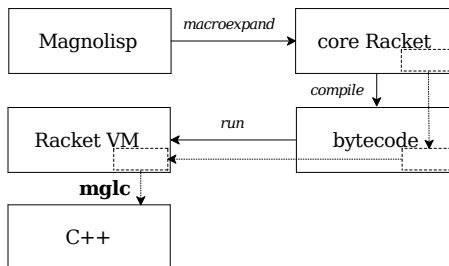 Magnolisp
macroexpand
core Racket
compile
Racket VM
run
bytecode
mglc
C++